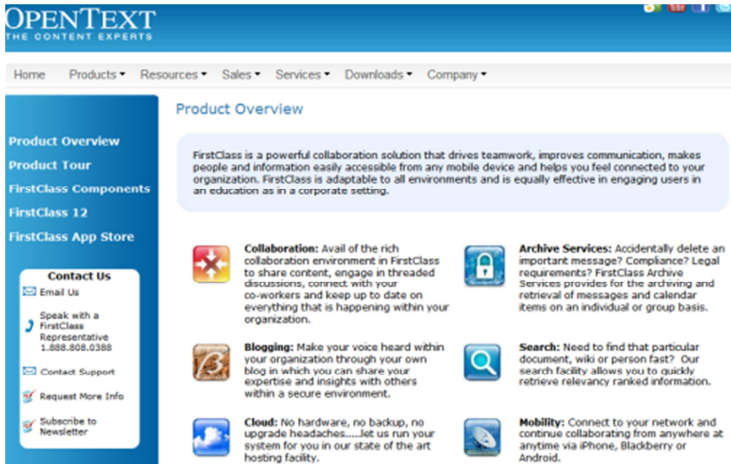 OPENTEXT
THE CONTENT EXPERTS
Home Products Resources Sales Services Downloads Company
Product Overview
Product Tour
FirstClass Components
FirstClass 12
FirstClass App Store
Contact Us
Email Us
Speak with a
FirstClass
Representative
1.888.808.0388
Contact Support
Request More Info
Subscribe to
Newsletter
Product Overview
FirstClass is a powerful collaboration solution that drives teamwork, improves communication, makes
people and information easily accessible from any mobile device and helps you feel connected to your
organization. FirstClass is adaptable to all environments and is equally effective in engaging users in
an education as in a corporate setting.
Collaboration: Avail of the rich
collaboration environment in FirstClass
to share content, engage in threaded
discussions, connect with your
co-workers and keep up to date on
everything that is happening within your
organization.
Archive Services: Accidentally delete an
important message? Compliance? Legal
requirements? FirstClass Archive
Services provides for the archiving and
retrieval of messages and calendar
items on an individual or group basis.
Blogging: Make your voice heard within
your organization through your own
blog in which you can share your
expertise and insights with others
within a secure environment.
Search: Need to find that particular
document, wiki or person fast? Our
search facility allows you to quickly
retrieve relevancy ranked information.
Cloud: No hardware, no backup, no
upgrade headaches.....let us run your
system for you in our state of the art
hosting facility.
Mobility: Connect to your network and
continue collaborating from anywhere at
anytime via iPhone, Blackberry or
Android.